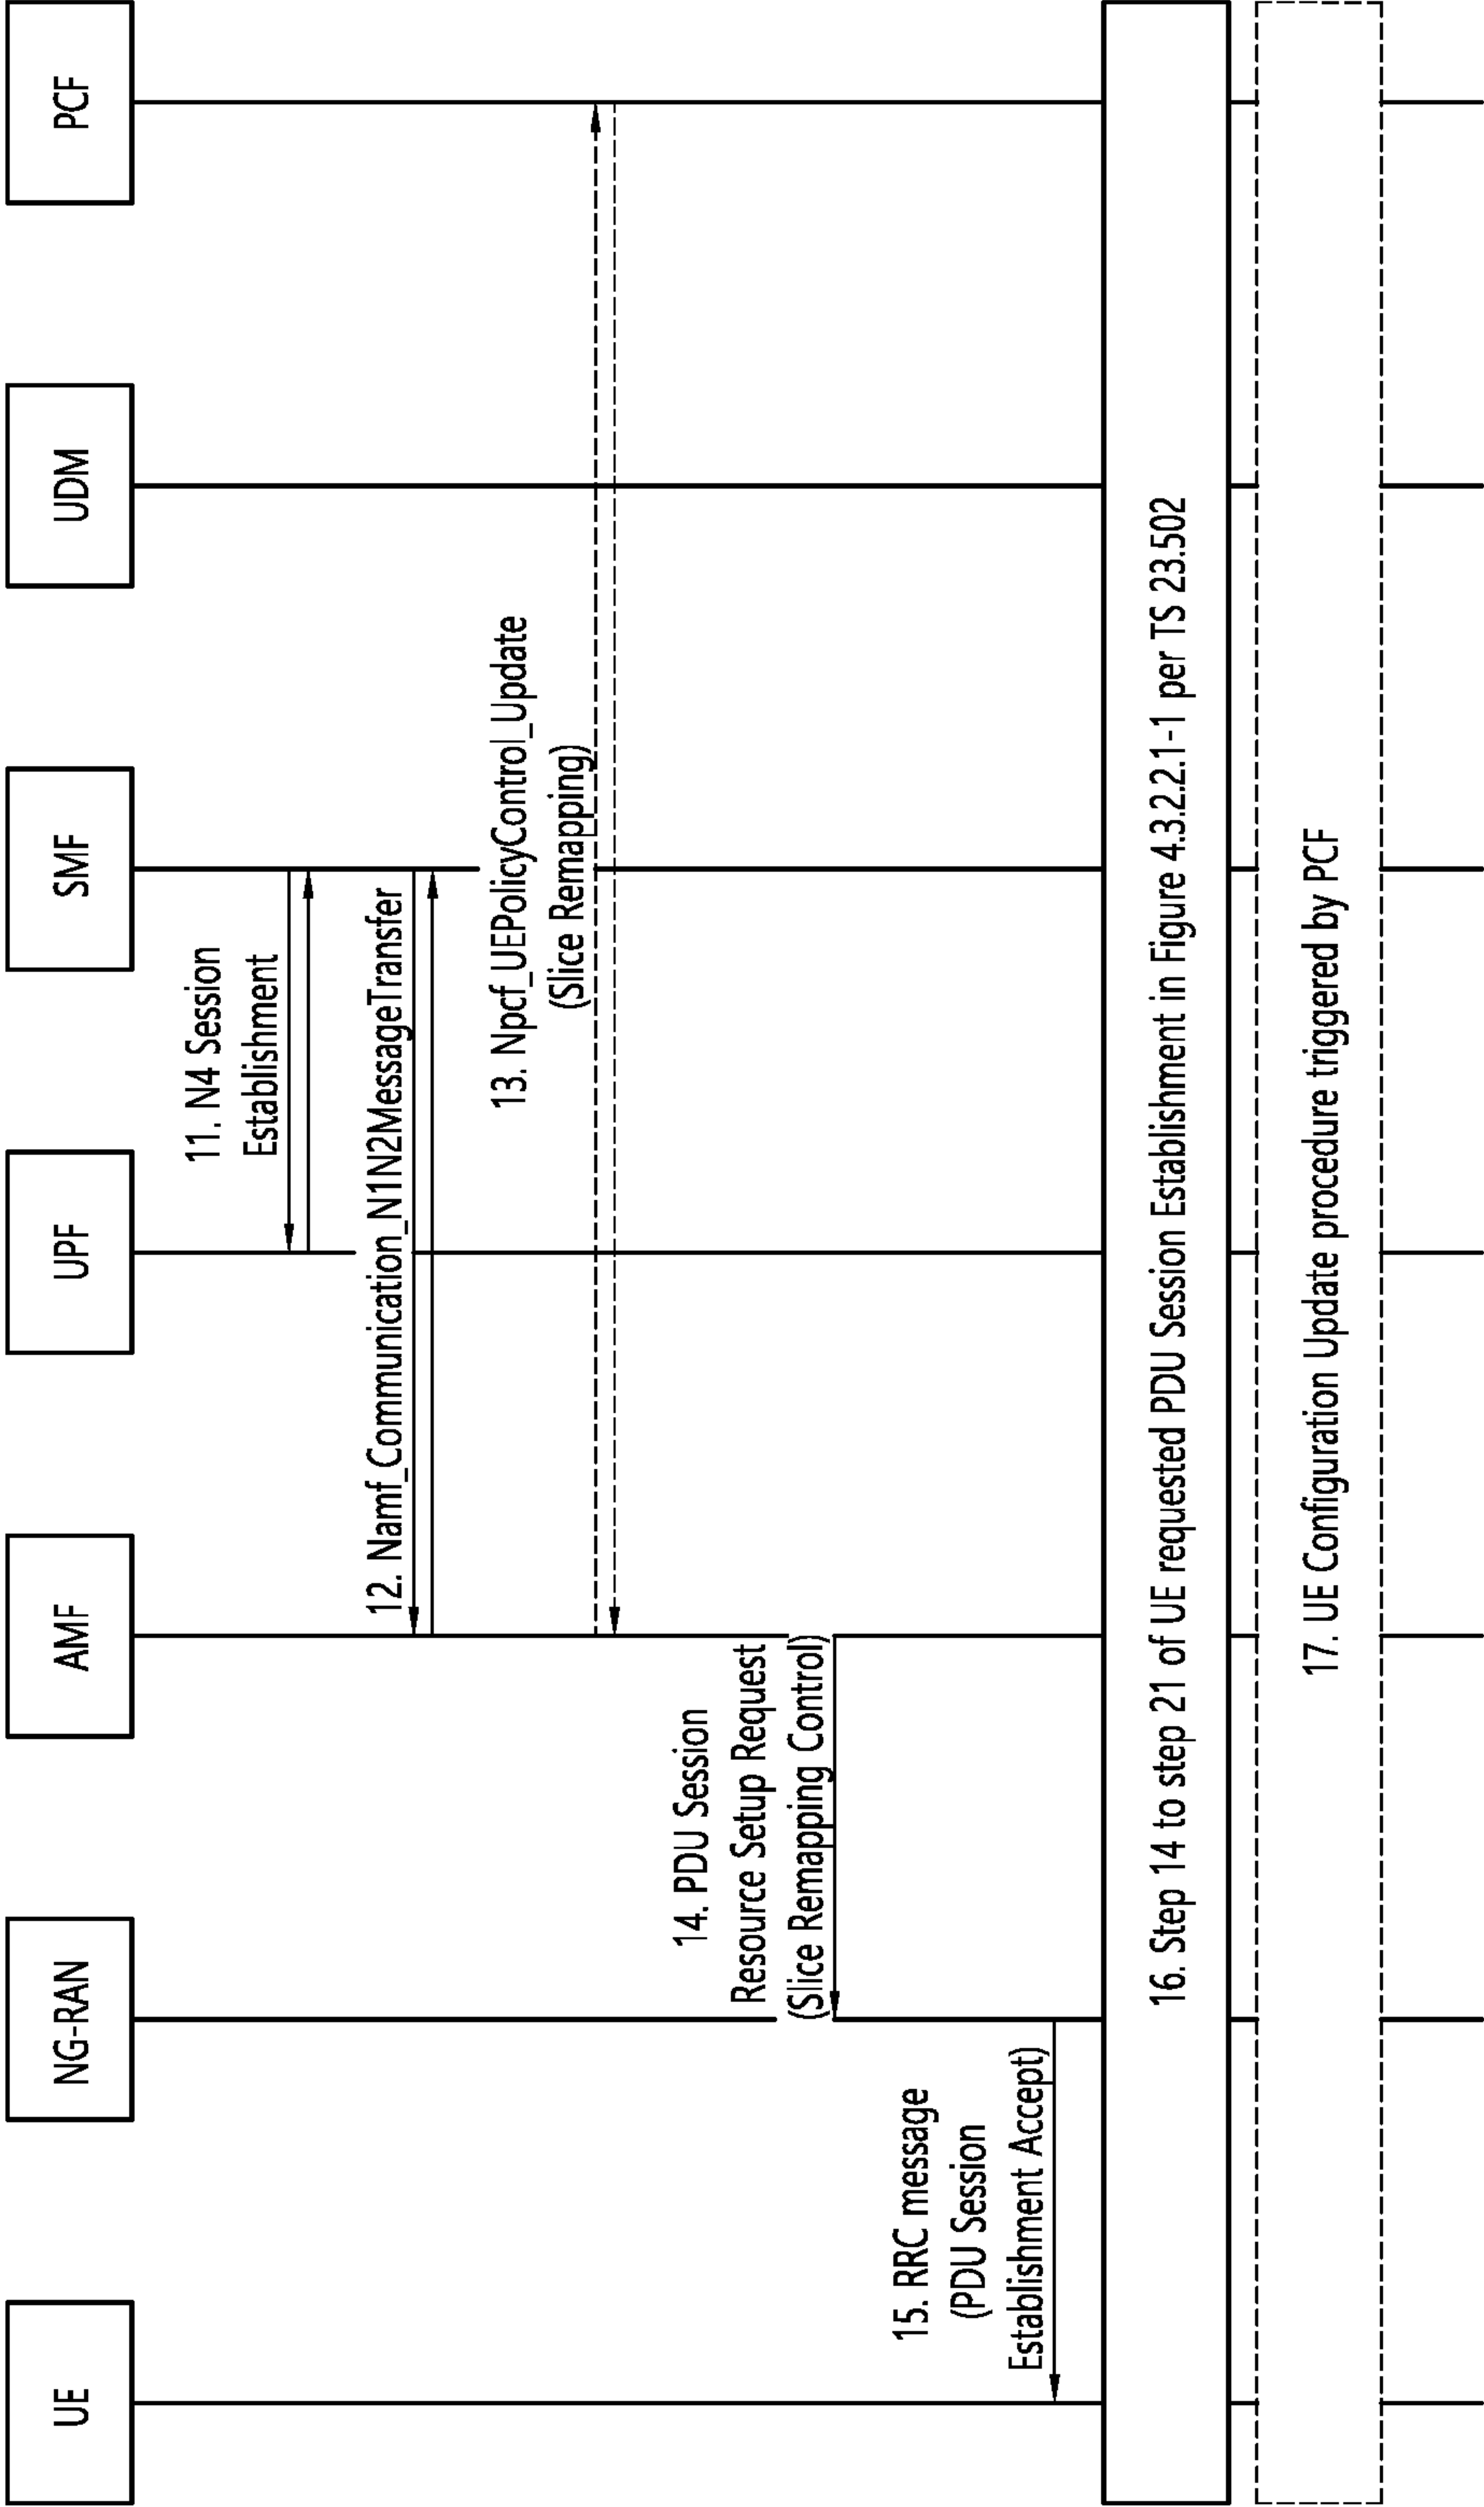 UE
NG-RAN
AMF
UPF
SMF
UDM
PCF
11. N4 Session
Establishment
12. Namf_Communication_N1N2MessageTransfer
13. Npcf_UEPolicyControl_Update
(Slice Remapping)
14. PDU Session
Resource Setup Request
(Slice Remapping Control)
15. RRC message
(PDU Session
Establishment Accept)
16. Step 14 to step 21 of UE requested PDU Session Establishment in Figure 4.3.2.2.1-1 per TS 23.502
17. UE Configuration Update procedure triggered by PCF